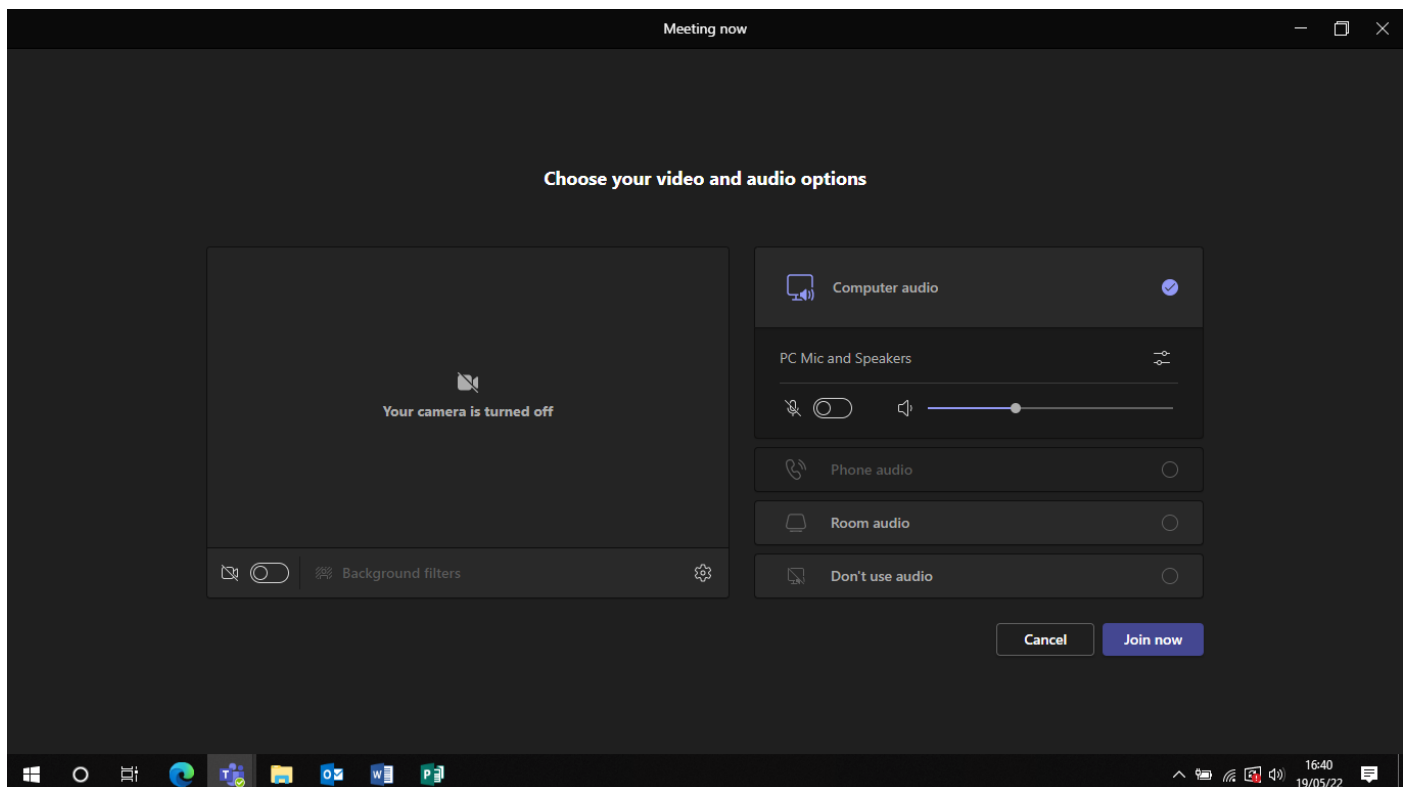 Meeting now
Choose your video and audio options
Your camera is turned off
Background filters
Computer audio
PC Mic and Speakers
Phone audio
Room audio
Don't use audio
Cancel
Join now
16:40
19/05/22